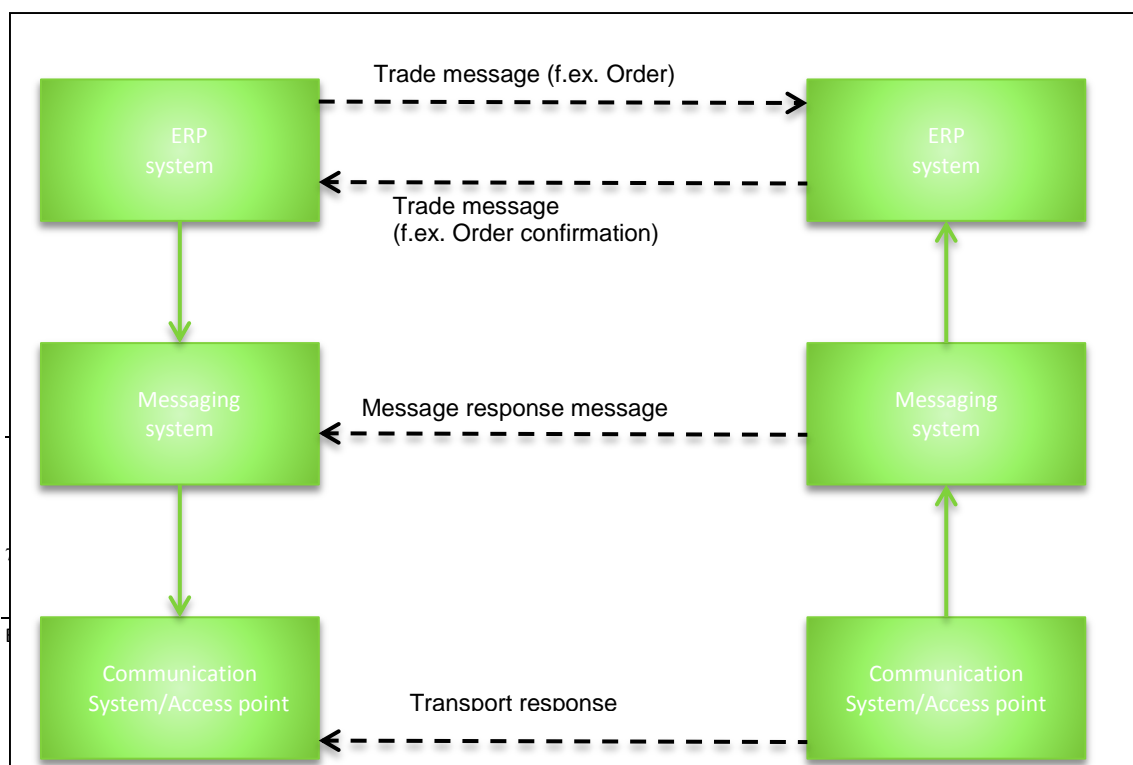 Trade message (f.ex. Order)
ERP
system
ERP
system
Trade message
(f.ex. Order confirmation)
Messaging
system
Message response message
Messaging
system
Communication
System/Access point
Transport response
Communication
System/Access point